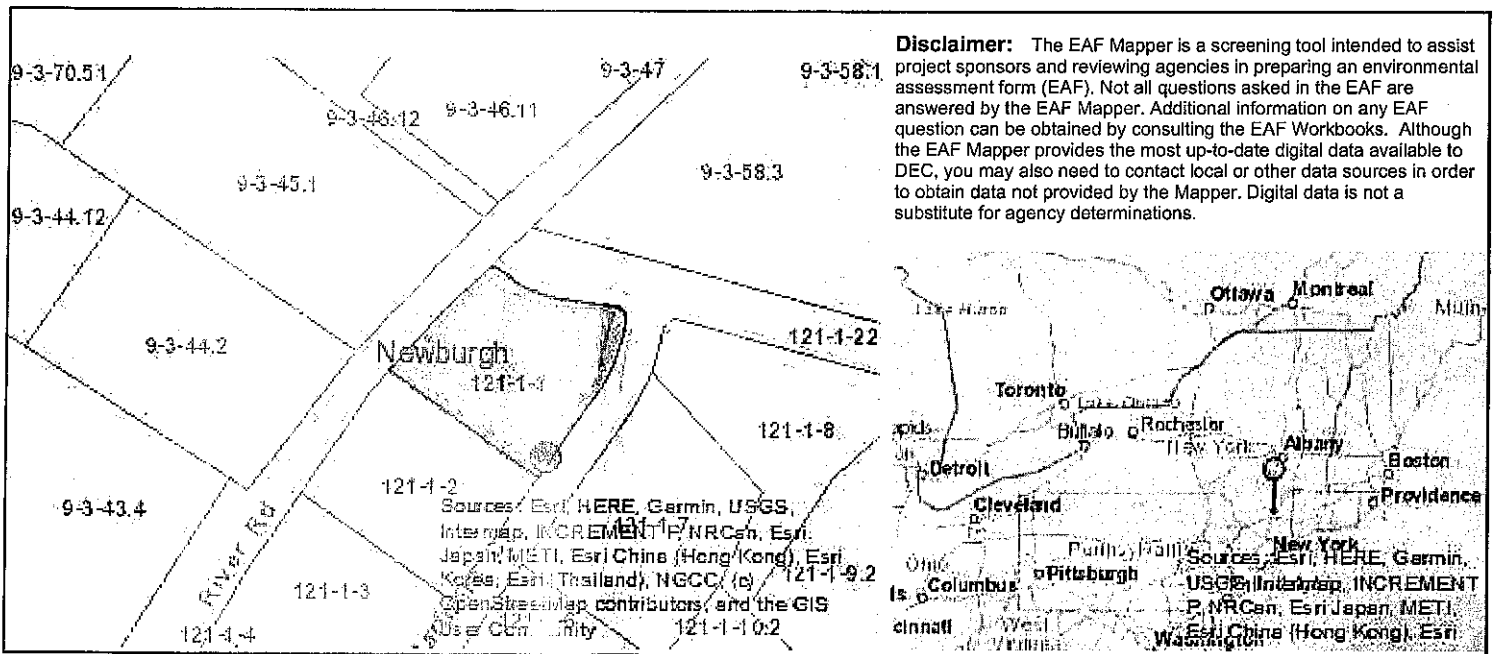 Disclaimer: The EAF Mapper is a screening tool intended to assist
project sponsors and reviewing agencies in preparing an environmental
assessment form (EAF). Not all questions asked in the EAF are
answered by the EAF Mapper. Additional information on any EAF
question can be obtained by consulting the EAF Workbooks. Although
the EAF Mapper provides the most up-to-date digital data available to
DEC, you may also need to contact local or other data sources in order
to obtain data not provided by the Mapper. Digital data is not a
substitute for agency determinations.
9-3-70.51
9-3-47
9-3-58.1
9-3-46.12
9-3-46.11
9-3-45.1
9-3-58.3
9-3-44.12
9-3-44.2
Newburgh
121-1-1
121-1-22
121-1-8
9-3-43.4
121-1-2
River Rd
121-1-3
121-1-4
121-1-7
121-1-9.2
121-1-10.2
Sources: Esri, HERE, Garmin, USGS,
Intermap, INCREMENT P, NRCan, Esri
Japan, METI, Esri China (Hong Kong), Esri
Korea, Esri (Thailand), NGCC, (c)
OpenStreetMap contributors, and the GIS
User Community
Ottawa
Montreal
Toronto
Buffalo
Rochester
New York
Albany
Boston
Detroit
Providence
Cleveland
New York
Ohio
Pittsburgh
Columbus
West
Washington
Sources: Esri, HERE, Garmin,
USGS, Intermap, INCREMENT
P, NRCan, Esri Japan, METI,
Esri China (Hong Kong), Esri